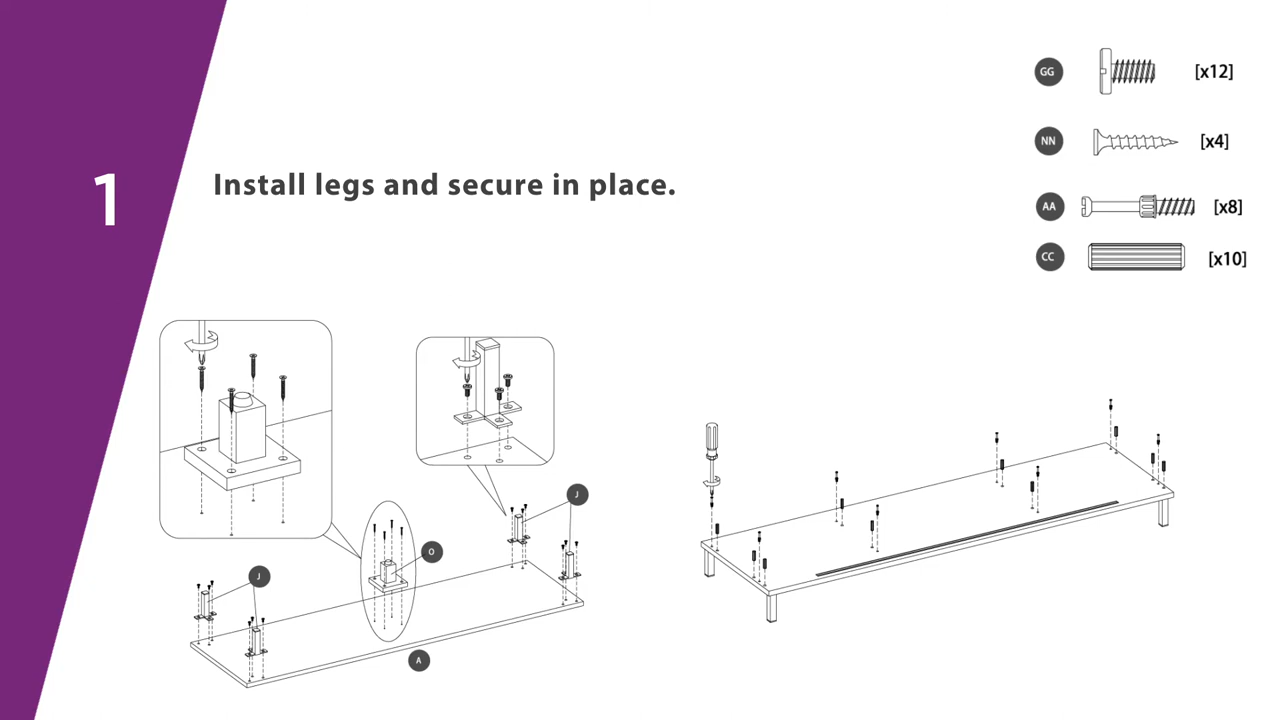 1
Install legs and secure in place.
GG [x12]
NN [x4]
AA [x8]
CC [x10]
J
O
J
A